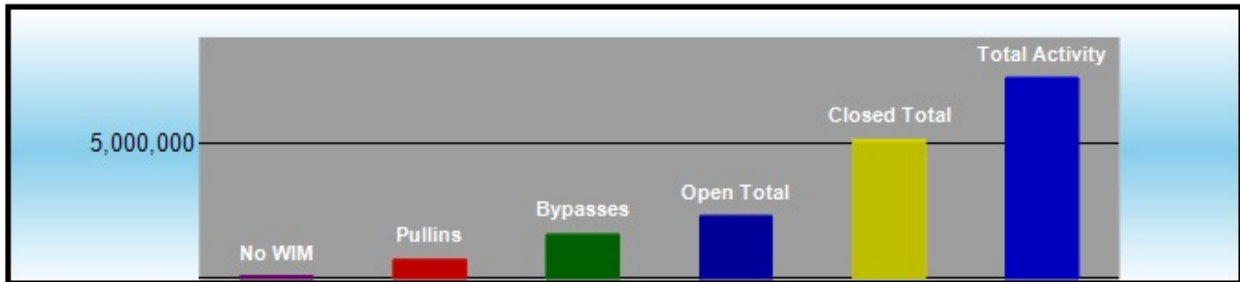 Total Activity
Closed Total
5,000,000
Open Total
Bypasses
Pullins
No WIM